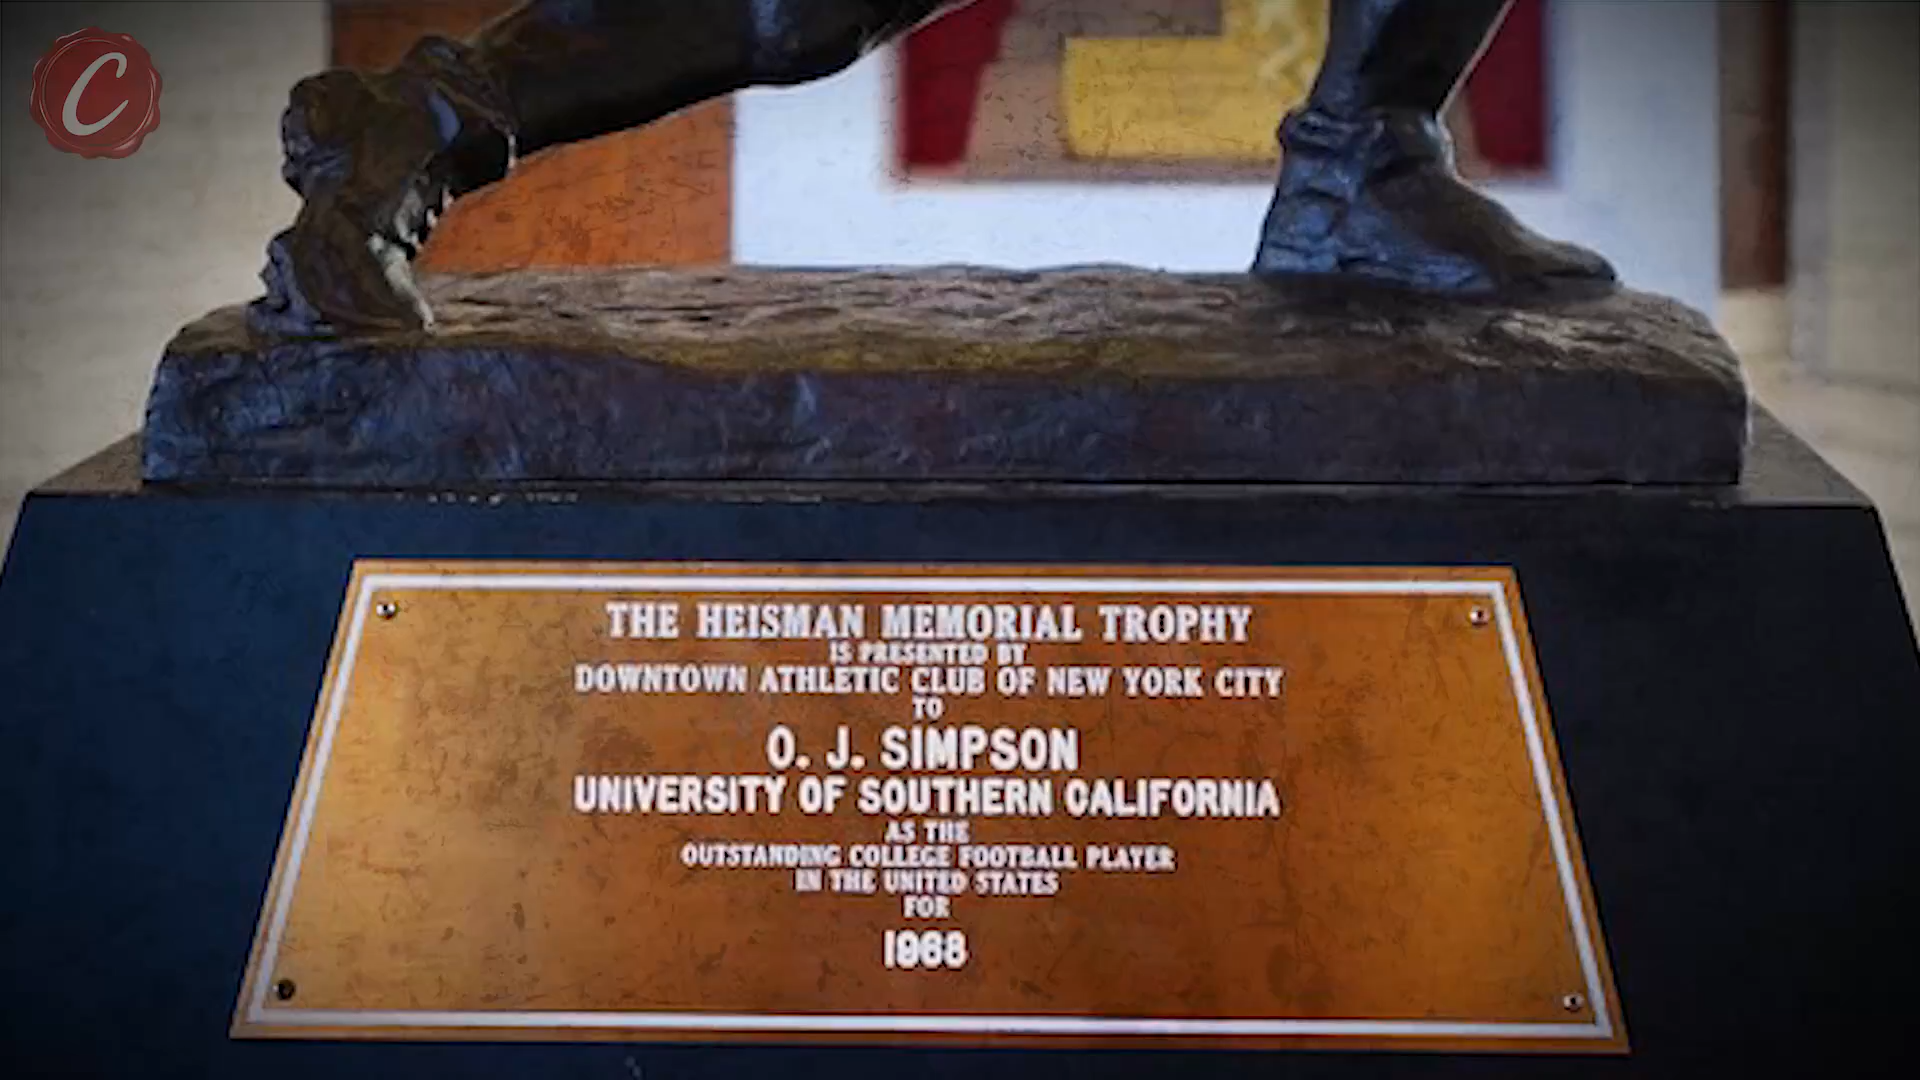 C
THE HEISMAN MEMORIAL TROPHY
IS PRESENTED BY
DOWNTOWN ATHLETIC CLUB OF NEW YORK CITY
TO
O. J. SIMPSON
UNIVERSITY OF SOUTHERN CALIFORNIA
AS THE
OUTSTANDING COLLEGE FOOTBALL PLAYER
IN THE UNITED STATES
FOR
1968